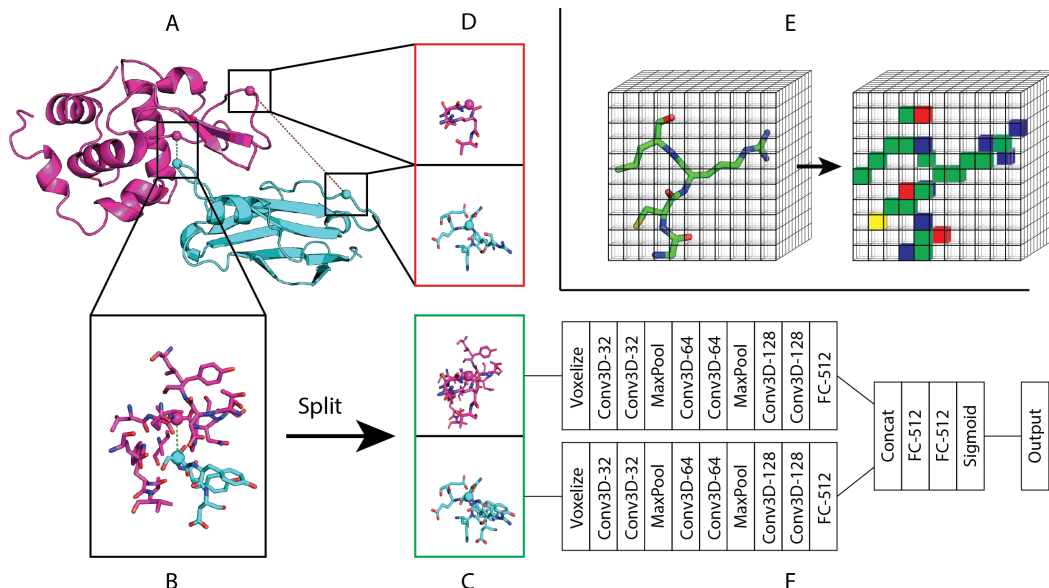 A
D
E
Split
Voxelize
Conv3D-32
Conv3D-32
MaxPool
Conv3D-64
Conv3D-64
MaxPool
Conv3D-128
Conv3D-128
FC-512
Voxelize
Conv3D-32
Conv3D-32
MaxPool
Conv3D-64
Conv3D-64
MaxPool
Conv3D-128
Conv3D-128
FC-512
Concat
FC-512
FC-512
Sigmoid
Output
B
C
F